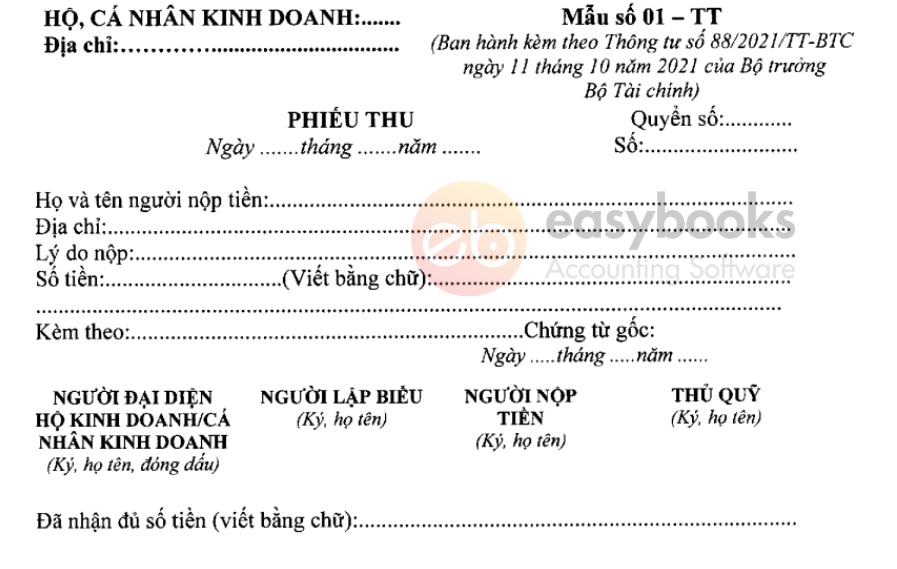 HỘ, CÁ NHÂN KINH DOANH:.......
Địa chỉ:................................................
Mẫu số 01 – TT
(Ban hành kèm theo Thông tư số 88/2021/TT-BTC
ngày 11 tháng 10 năm 2021 của Bộ trưởng
Bộ Tài chính)
PHIẾU THU
Ngày .......tháng .......năm .......
Quyển số:............
Số:...........................
Họ và tên người nộp tiền:..............................................................................................
Địa chỉ:..........................................................................................................................
Lý do nộp:......................................................................................................................
Số tiền:...............................(Viết bằng chữ):................................................................
.....................................................................................................................................
Kèm theo:.....................................................................Chứng từ gốc:
Ngày .....tháng .....năm ......
NGƯỜI ĐẠI DIỆN
HỘ KINH DOANH/CÁ
NHÂN KINH DOANH
(Ký, họ tên, đóng dấu)
NGƯỜI LẬP BIỂU
(Ký, họ tên)
NGƯỜI NỘP
TIỀN
(Ký, họ tên)
THỦ QUỸ
(Ký, họ tên)
Đã nhận đủ số tiền (viết bằng chữ):..............................................................................
eb
easybooks
Accounting Software